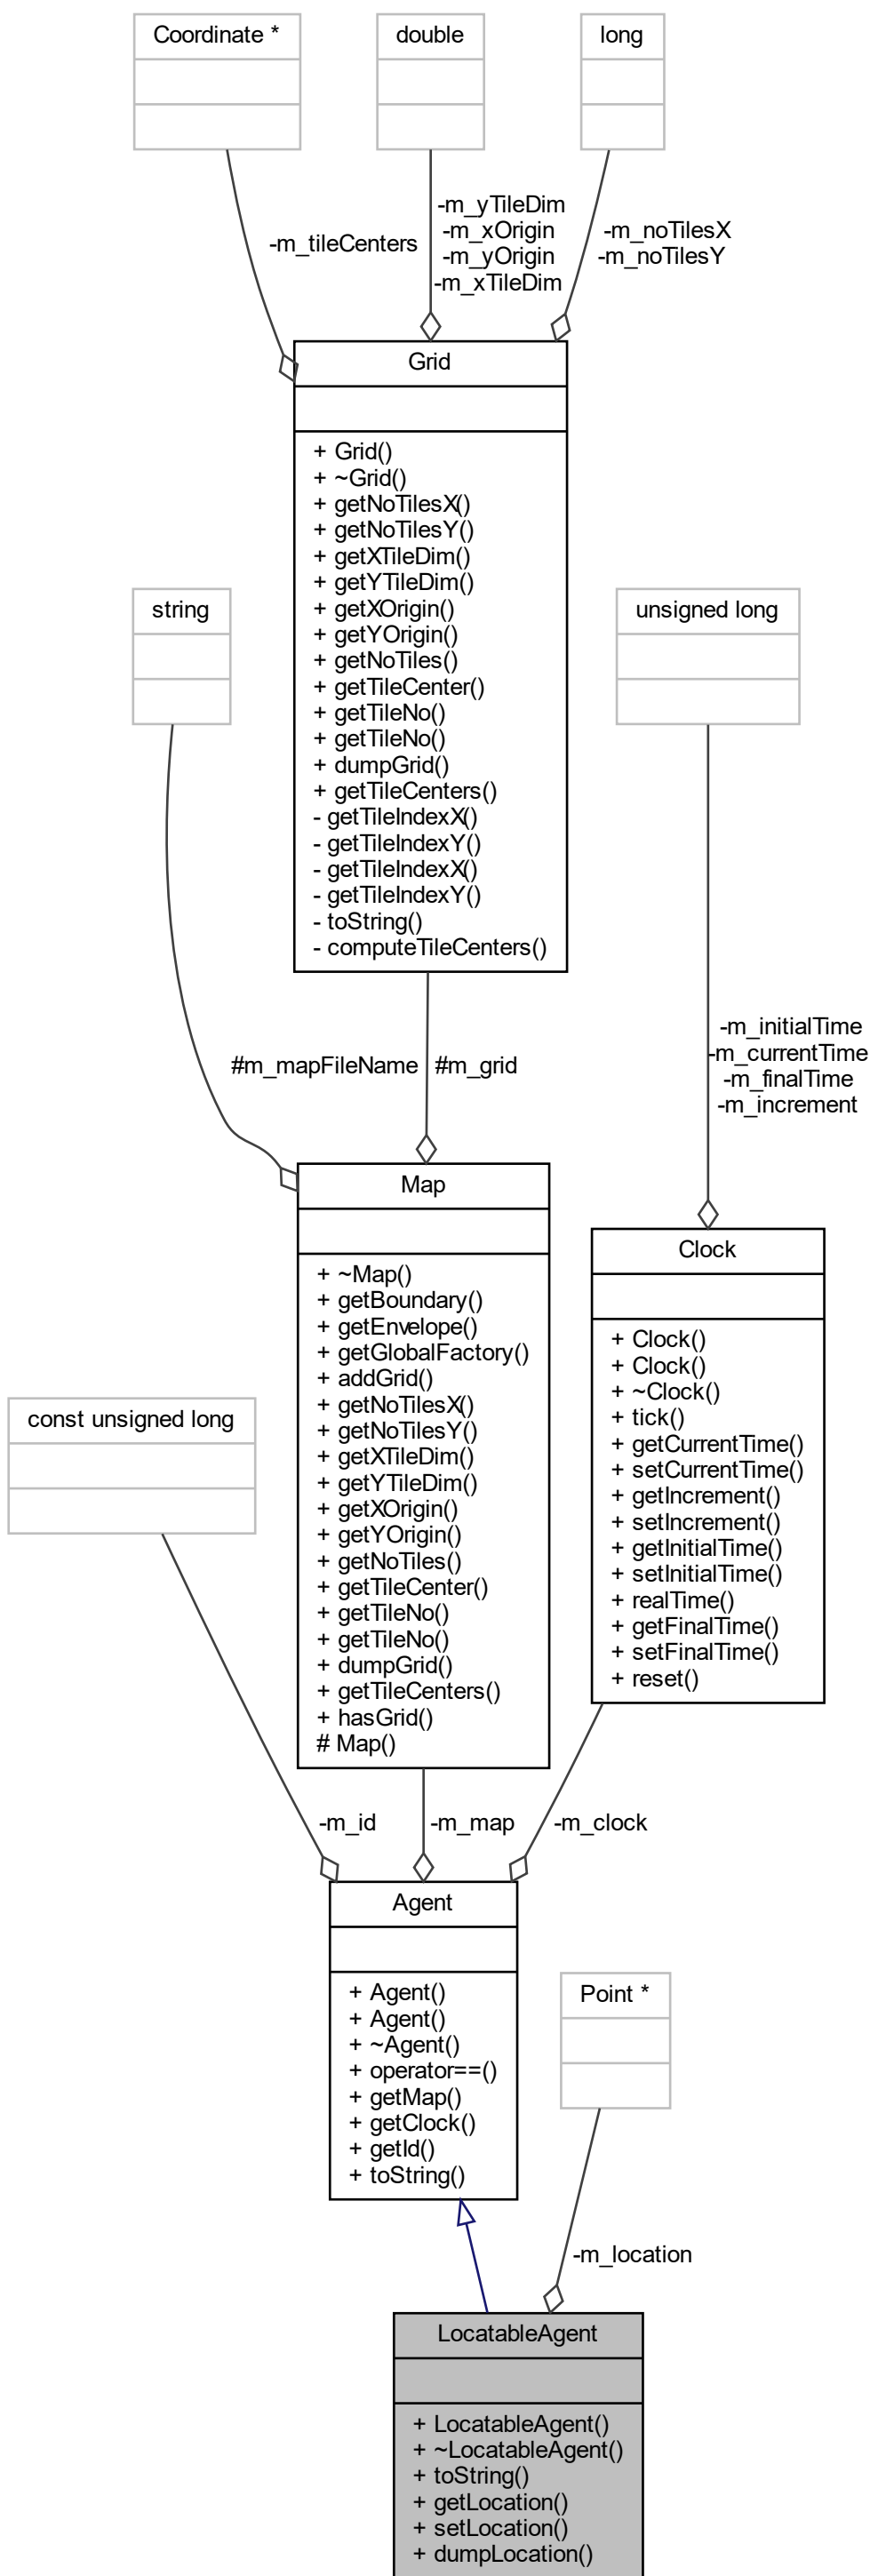 Coordinate *
double
long
-m_tileCenters
-m_yTileDim
-m_xOrigin
-m_yOrigin
-m_xTileDim
-m_noTilesX
-m_noTilesY
Grid
+ Grid()
+ ~Grid()
+ getNoTilesX()
+ getNoTilesY()
+ getXTileDim()
+ getYTileDim()
+ getXOrigin()
+ getYOrigin()
+ getNoTiles()
+ getTileCenter()
+ getTileNo()
+ getTileNo()
+ dumpGrid()
+ getTileCenters()
- getTileIndexX()
- getTileIndexY()
- getTileIndexX()
- getTileIndexY()
- toString()
- computeTileCenters()
string
unsigned long
#m_mapFileName
#m_grid
-m_initialTime
-m_currentTime
-m_finalTime
-m_increment
Map
+ ~Map()
+ getBoundary()
+ getEnvelope()
+ getGlobalFactory()
+ addGrid()
+ getNoTilesX()
+ getNoTilesY()
+ getXTileDim()
+ getYTileDim()
+ getXOrigin()
+ getYOrigin()
+ getNoTiles()
+ getTileCenter()
+ getTileNo()
+ getTileNo()
+ dumpGrid()
+ getTileCenters()
+ hasGrid()
# Map()
Clock
+ Clock()
+ Clock()
+ ~Clock()
+ tick()
+ getCurrentTime()
+ setCurrentTime()
+ getIncrement()
+ setIncrement()
+ getInitialTime()
+ setInitialTime()
+ realTime()
+ getFinalTime()
+ setFinalTime()
+ reset()
const unsigned long
-m_id
-m_map
-m_clock
Agent
+ Agent()
+ Agent()
+ ~Agent()
+ operator==()
+ getMap()
+ getClock()
+ getId()
+ toString()
Point *
-m_location
LocatableAgent
+ LocatableAgent()
+ ~LocatableAgent()
+ toString()
+ getLocation()
+ setLocation()
+ dumpLocation()